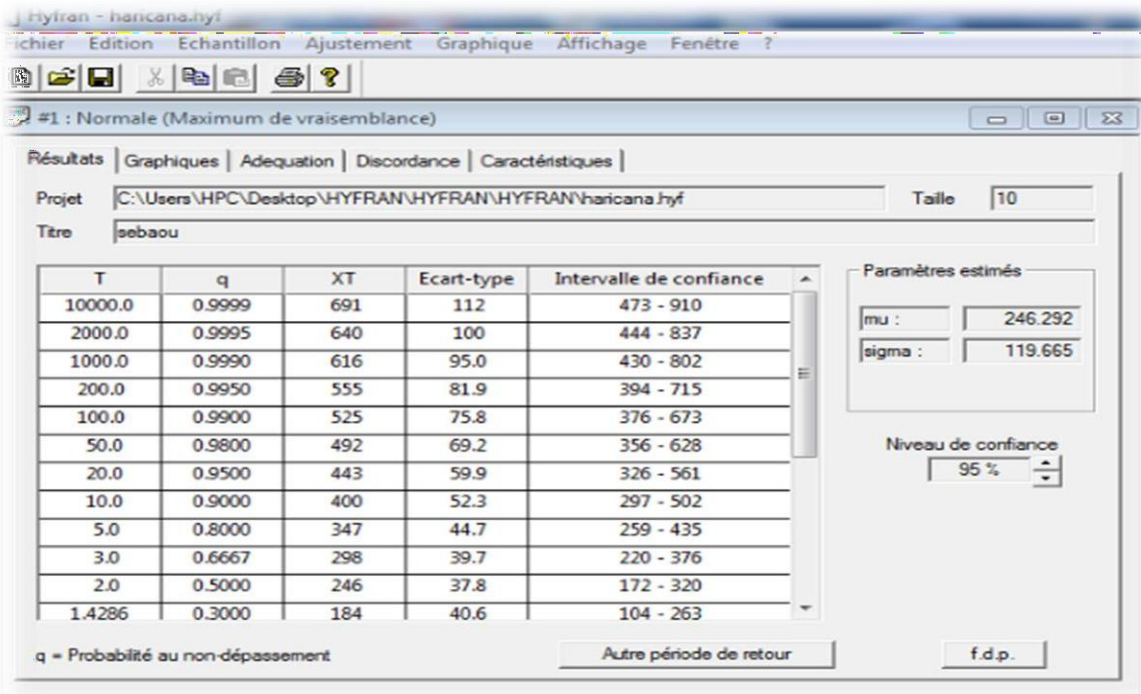 Hyfran - haricana.hyf
Fichier Edition Echantillon Ajustement Graphique Affichage Fenêtre ?
#1 : Normale (Maximum de vraisemblance)
Résultats Graphiques Adequation Discordance Caractéristiques
Projet C:\Users\HPC\Desktop\HYFRAN\HYFRAN\HYFRAN\haricana.hyf Taille 10
Titre sebaou
T q XT Ecart-type Intervalle de confiance
10000.0 0.9999 691 112 473 - 910
2000.0 0.9995 640 100 444 - 837
1000.0 0.9990 616 95.0 430 - 802
200.0 0.9950 555 81.9 394 - 715
100.0 0.9900 525 75.8 376 - 673
50.0 0.9800 492 69.2 356 - 628
20.0 0.9500 443 59.9 326 - 561
10.0 0.9000 400 52.3 297 - 502
5.0 0.8000 347 44.7 259 - 435
3.0 0.6667 298 39.7 220 - 376
2.0 0.5000 246 37.8 172 - 320
1.4286 0.3000 184 40.6 104 - 263
Paramètres estimés
mu : 246.292
sigma : 119.665
Niveau de confiance
95 %
q = Probabilité au non-dépassement
Autre période de retour
f.d.p.